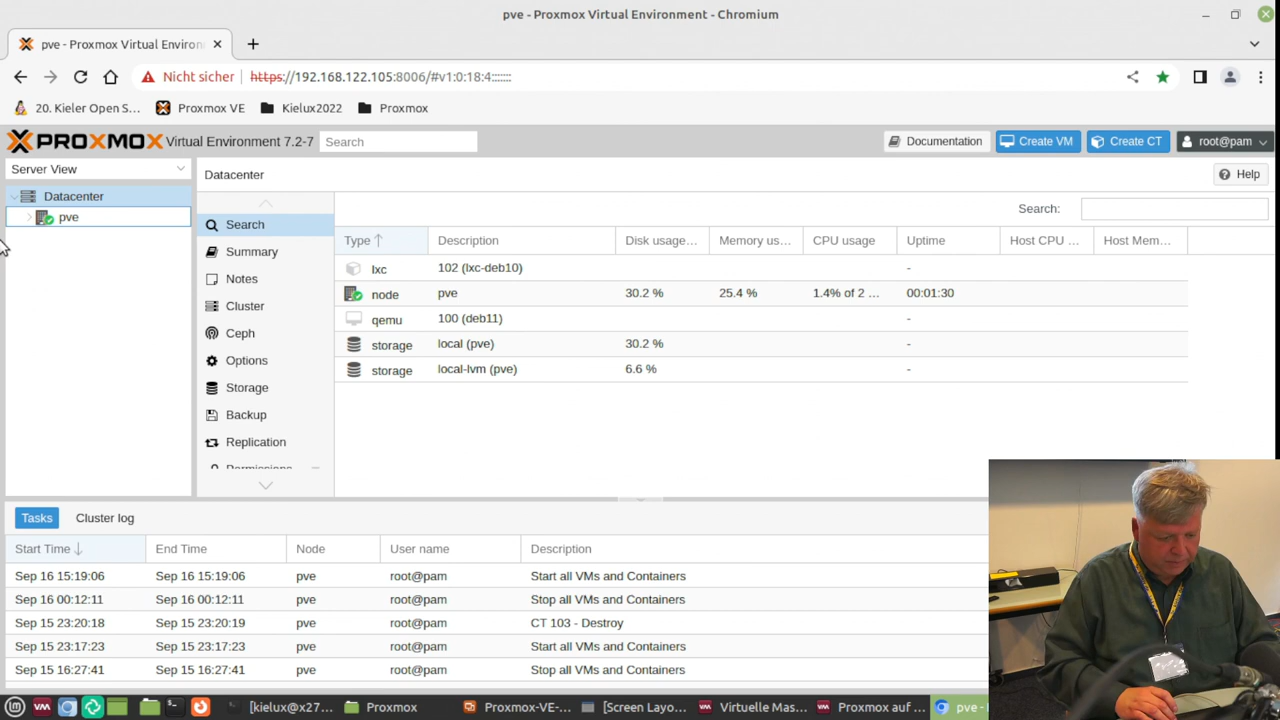 pve - Proxmox Virtual Environment - Chromium
pve - Proxmox Virtual Environ
Nicht sicher https://192.168.122.105:8006/#v1:0:18:4:::::::
20. Kieler Open S... Proxmox VE Kielux2022 Proxmox
PROXMOX Virtual Environment 7.2-7 Search Documentation Create VM Create CT root@pam
Server View Datacenter Help
Datacenter
pve
Search
Summary
Notes
Cluster
Ceph
Options
Storage
Backup
Replication
Permissions
Search:
Type Description Disk usage... Memory us... CPU usage Uptime Host CPU ... Host Mem...
lxc 102 (lxc-deb10) -
node pve 30.2 % 25.4 % 1.4% of 2 ... 00:01:30
qemu 100 (deb11) -
storage local (pve) 30.2 % -
storage local-lvm (pve) 6.6 % -
Tasks Cluster log
Start Time End Time Node User name Description
Sep 16 15:19:06 Sep 16 15:19:06 pve root@pam Start all VMs and Containers
Sep 16 00:12:11 Sep 16 00:12:11 pve root@pam Stop all VMs and Containers
Sep 15 23:20:18 Sep 15 23:20:19 pve root@pam CT 103 - Destroy
Sep 15 23:17:23 Sep 15 23:17:23 pve root@pam Start all VMs and Containers
Sep 15 16:27:41 Sep 15 16:27:41 pve root@pam Stop all VMs and Containers
[kielux@x27... Proxmox Proxmox-VE-... [Screen Layo... Virtuelle Mas... Proxmox auf ... pve -